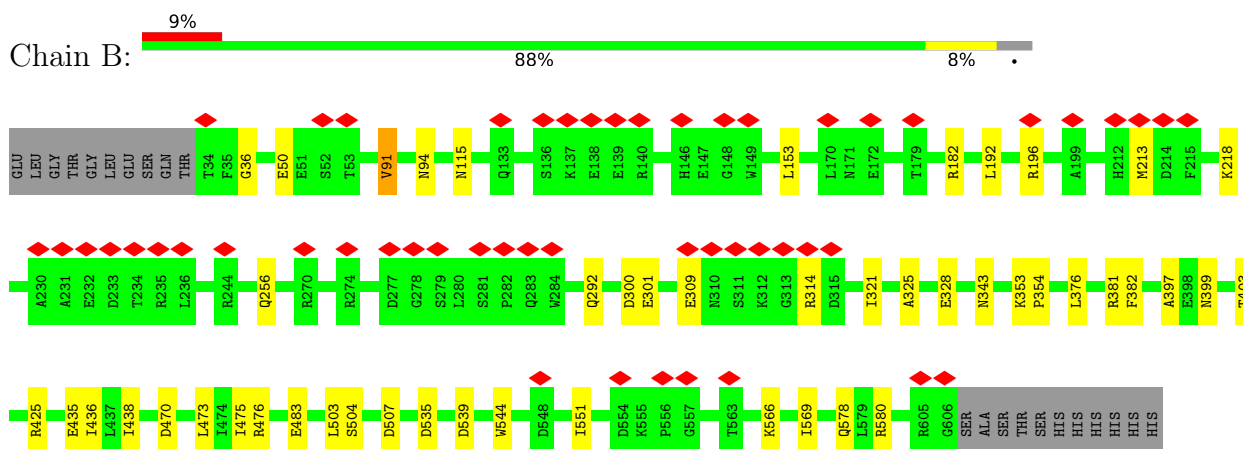 9%
Chain B:
88% 8% •
GLU LEU GLY THR GLY GLY LEU GLU SER GLN THR T34 F35 G36 E50 E51 S52 T53 V91 N94 N115 Q133 S136 K137 E138 E139 R140 H146 E147 G148 W149 L153 L170 N171 E172 T179 R182 L192 R196 A199 H212 M213 D214 F215 K218
A230 A231 E232 D233 T234 R235 L236 R244 Q256 R270 R274 D277 G278 S279 L280 S281 P282 Q283 W284 Q292 D300 E301 E309 N310 S311 K312 G313 R314 D315 I321 A325 E328 N343 K353 P354 L376 R381 F382 A397 E398 N399
R425 E435 I436 L437 I438 D470 L473 I474 I475 R476 E483 L503 S504 D507 D535 D539 W544 D548 I551 D554 K555 P556 G557 T563 K566 I569 Q578 L579 R580 R605 G606 SER ALA SER THR SER HIS HIS HIS HIS HIS HIS